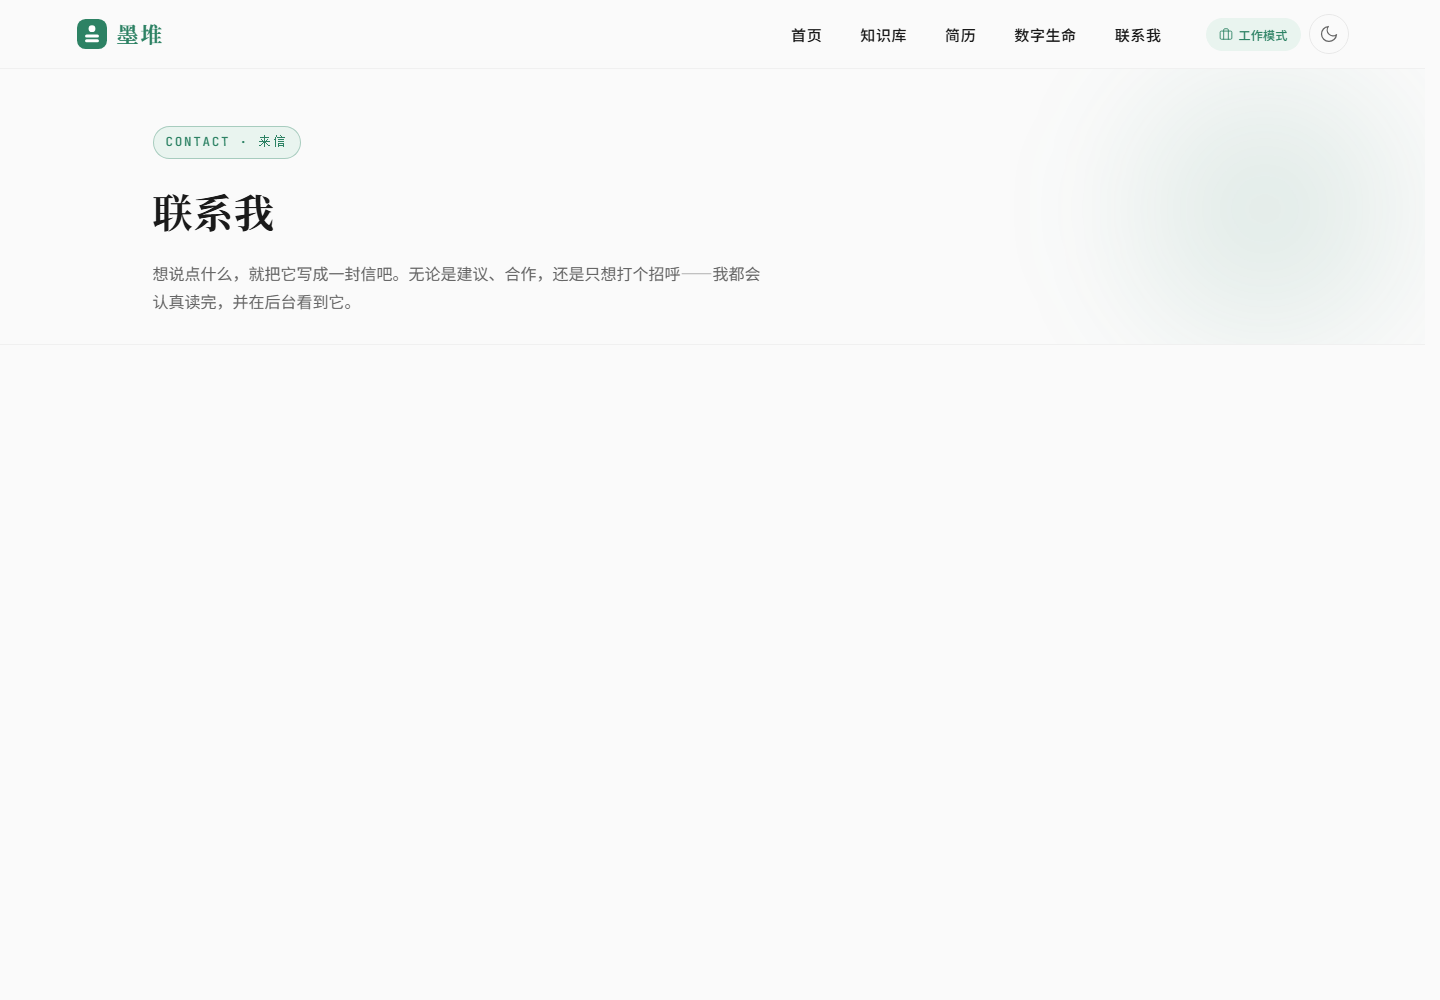 墨堆
首页
知识库
简历
数字生命
联系我
工作模式
CONTACT · 来信
联系我
想说点什么，就把它写成一封信吧。无论是建议、合作，还是只想打个招呼——我都会
认真读完，并在后台看到它。